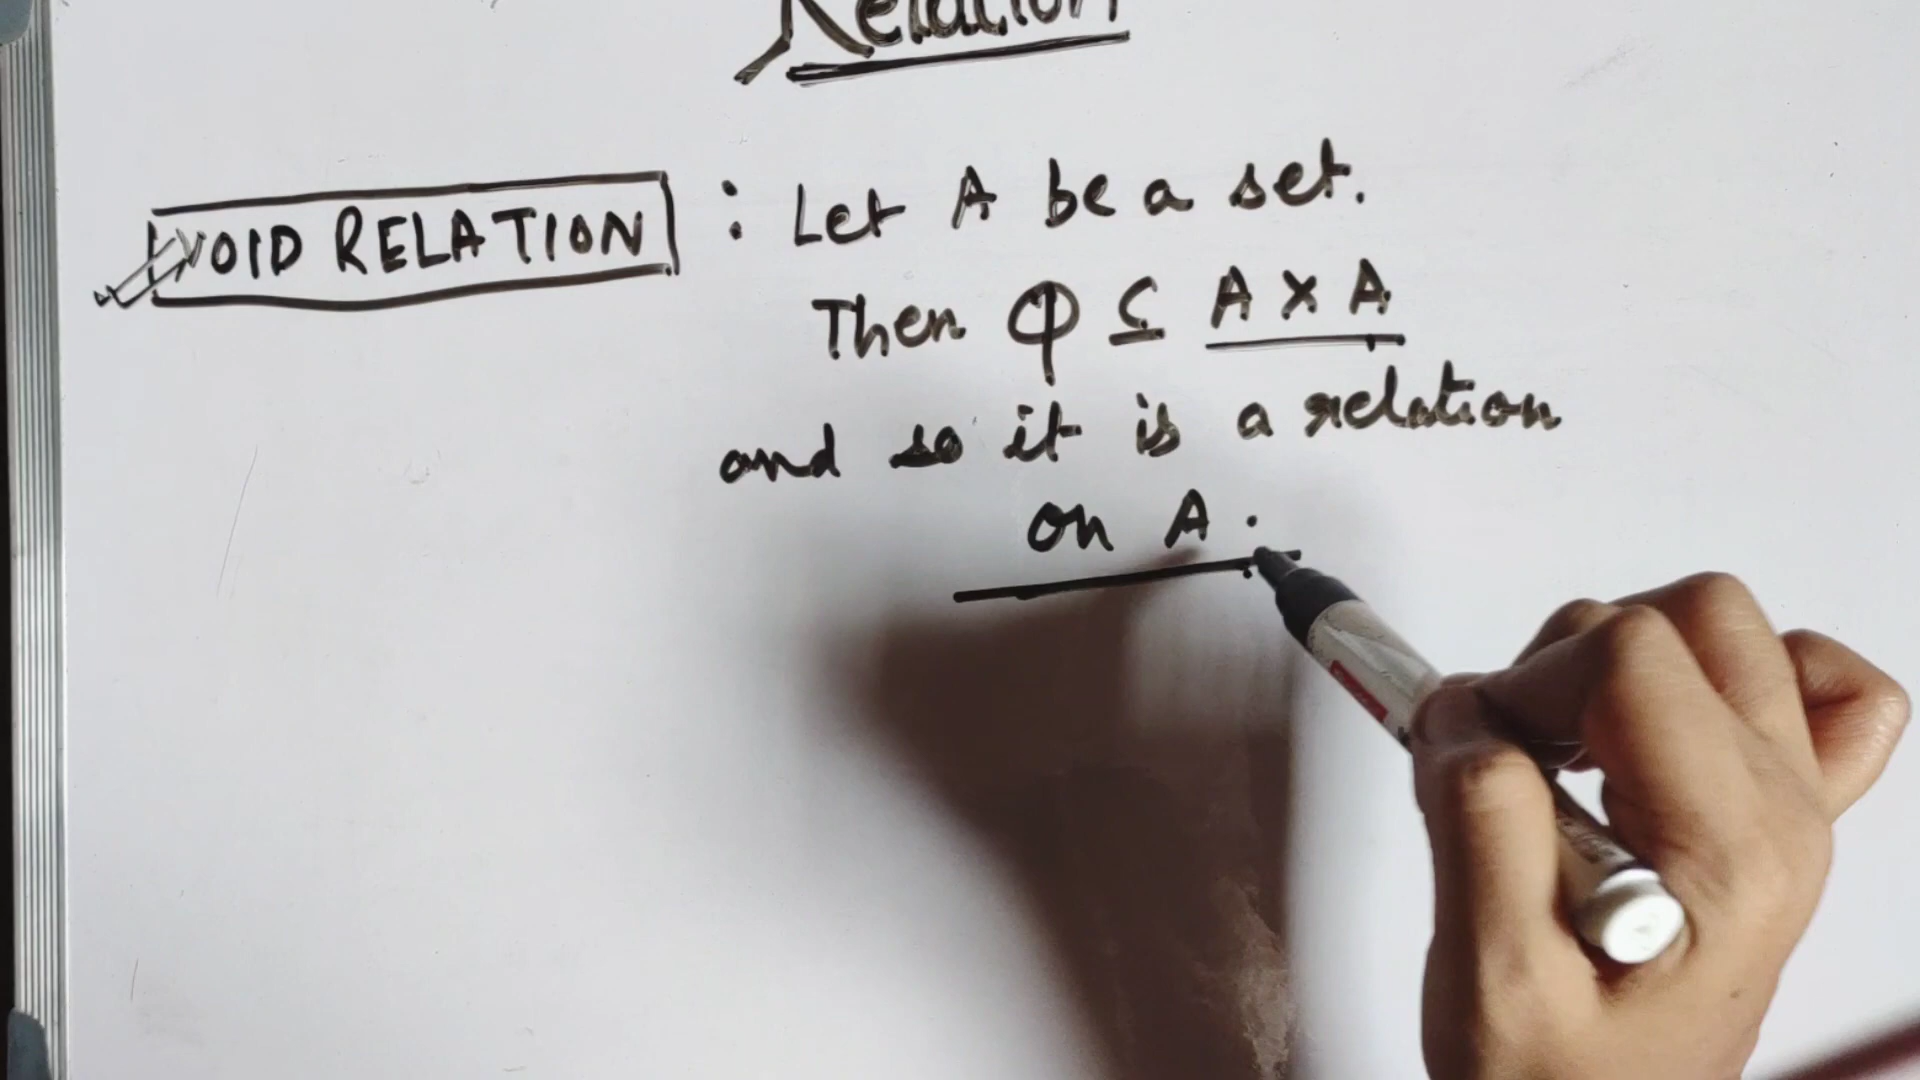 Relation
VOID RELATION : Let A be a set.
Then φ ⊆ A × A
and so it is a relation
on A.